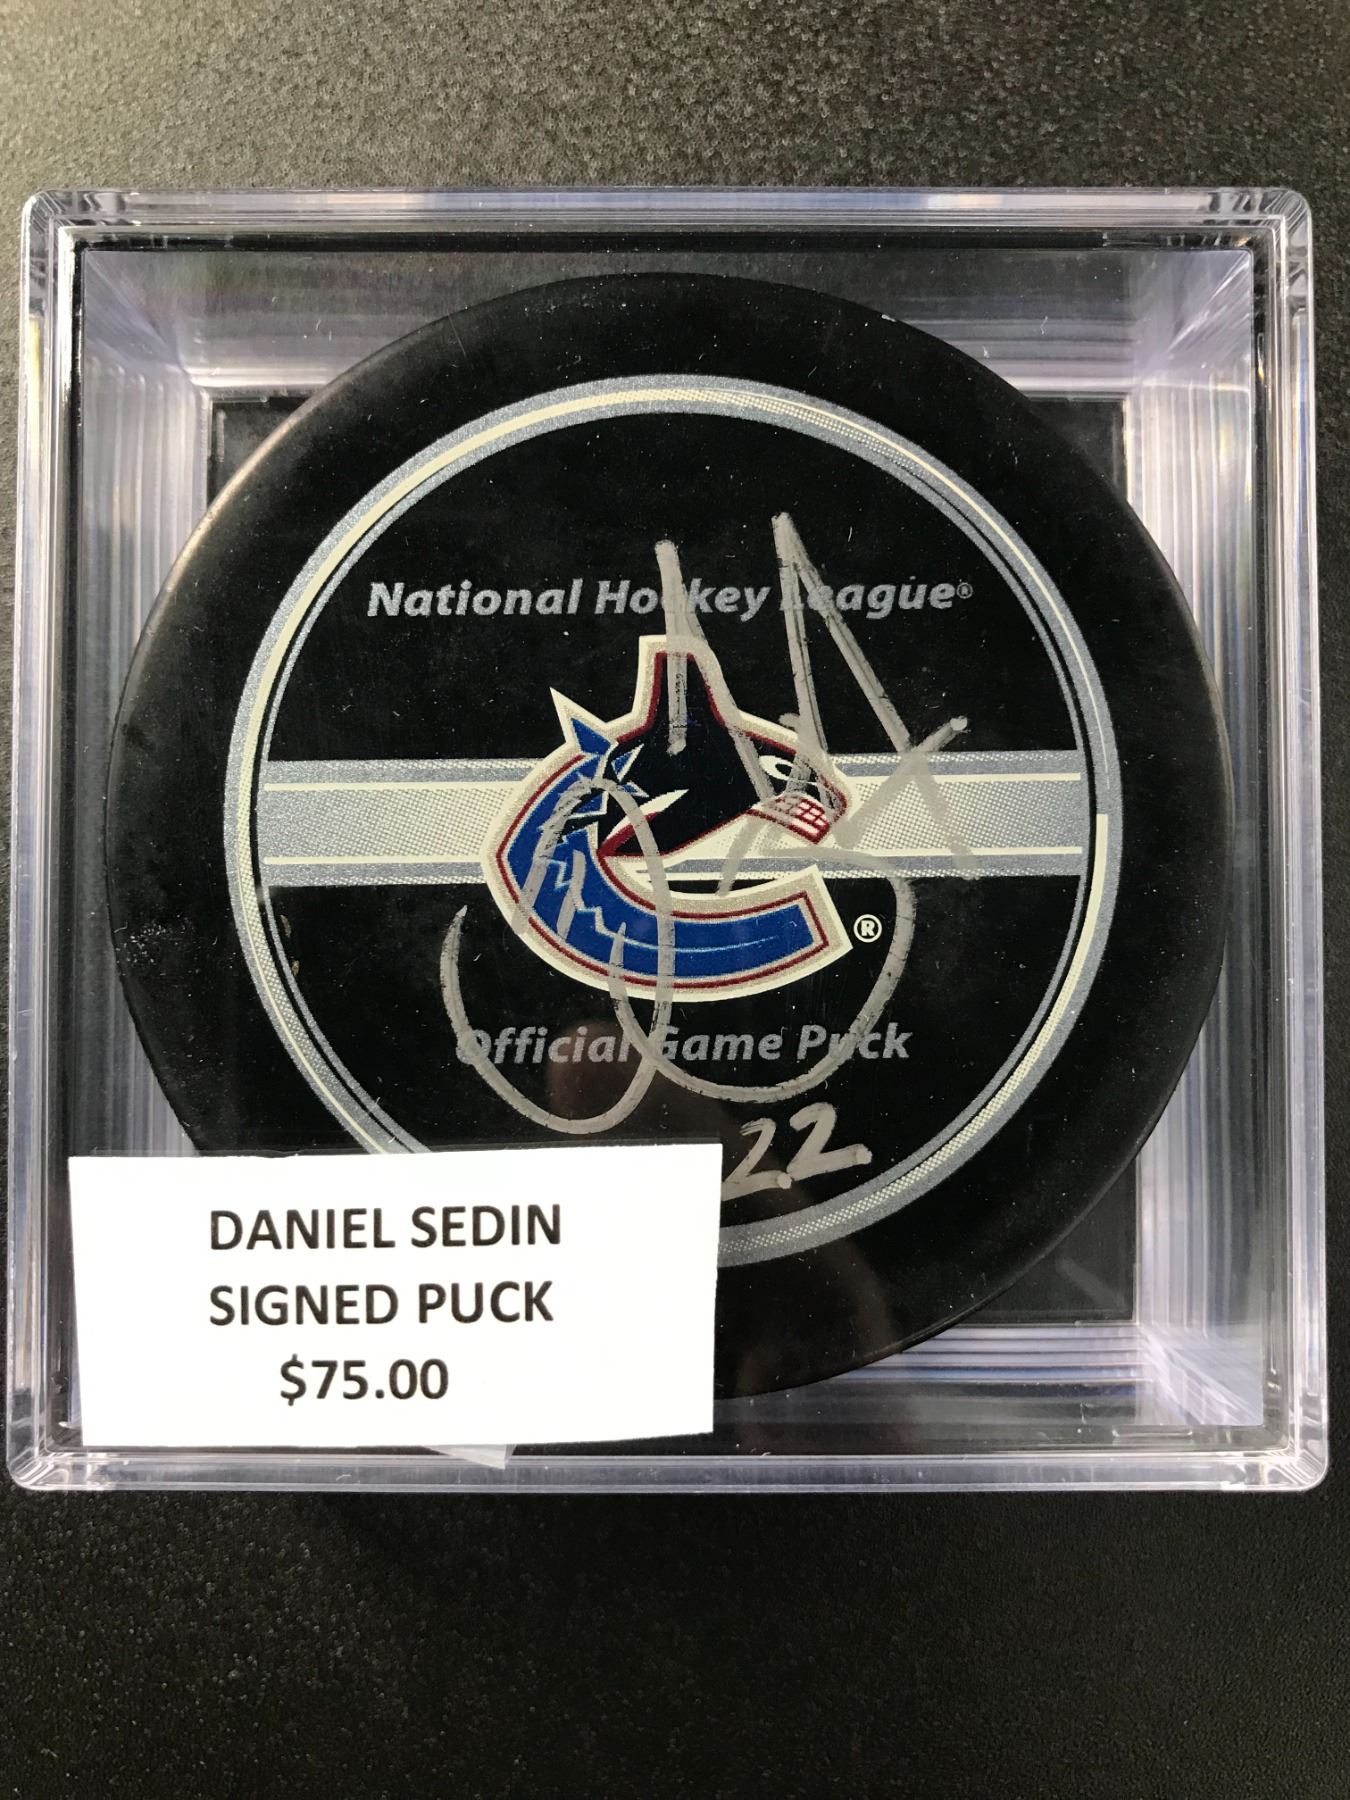 National Hockey League®
®
Official Game Puck
22
DANIEL SEDIN
SIGNED PUCK
$75.00